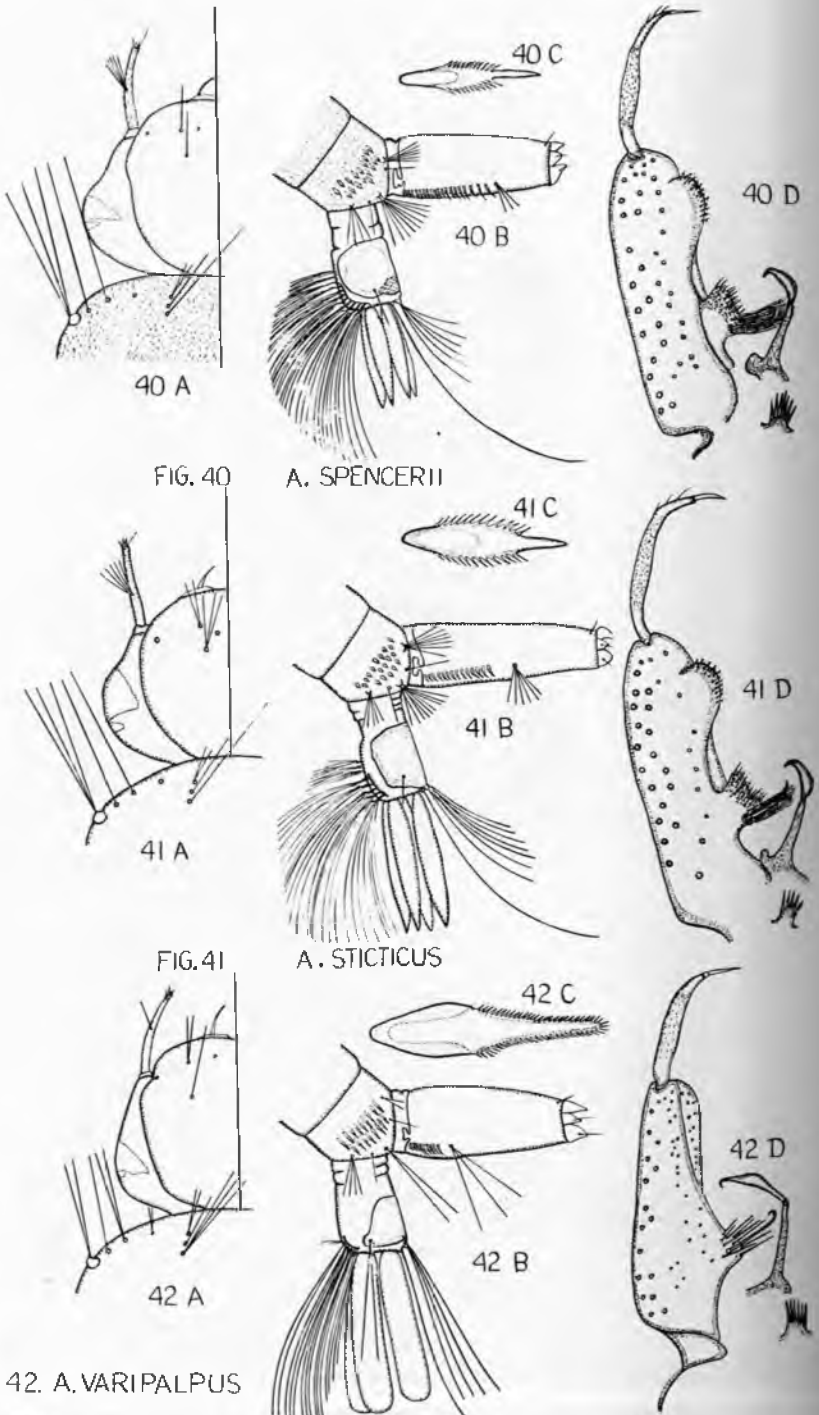 40 C
40 B
40 D
40 A
FIG. 40 A. SPENCERII
41 C
41 B
41 D
41 A
FIG. 41 A. STICTICUS
42 C
42 D
42 B
42 A
42. A. VARIPALPUS